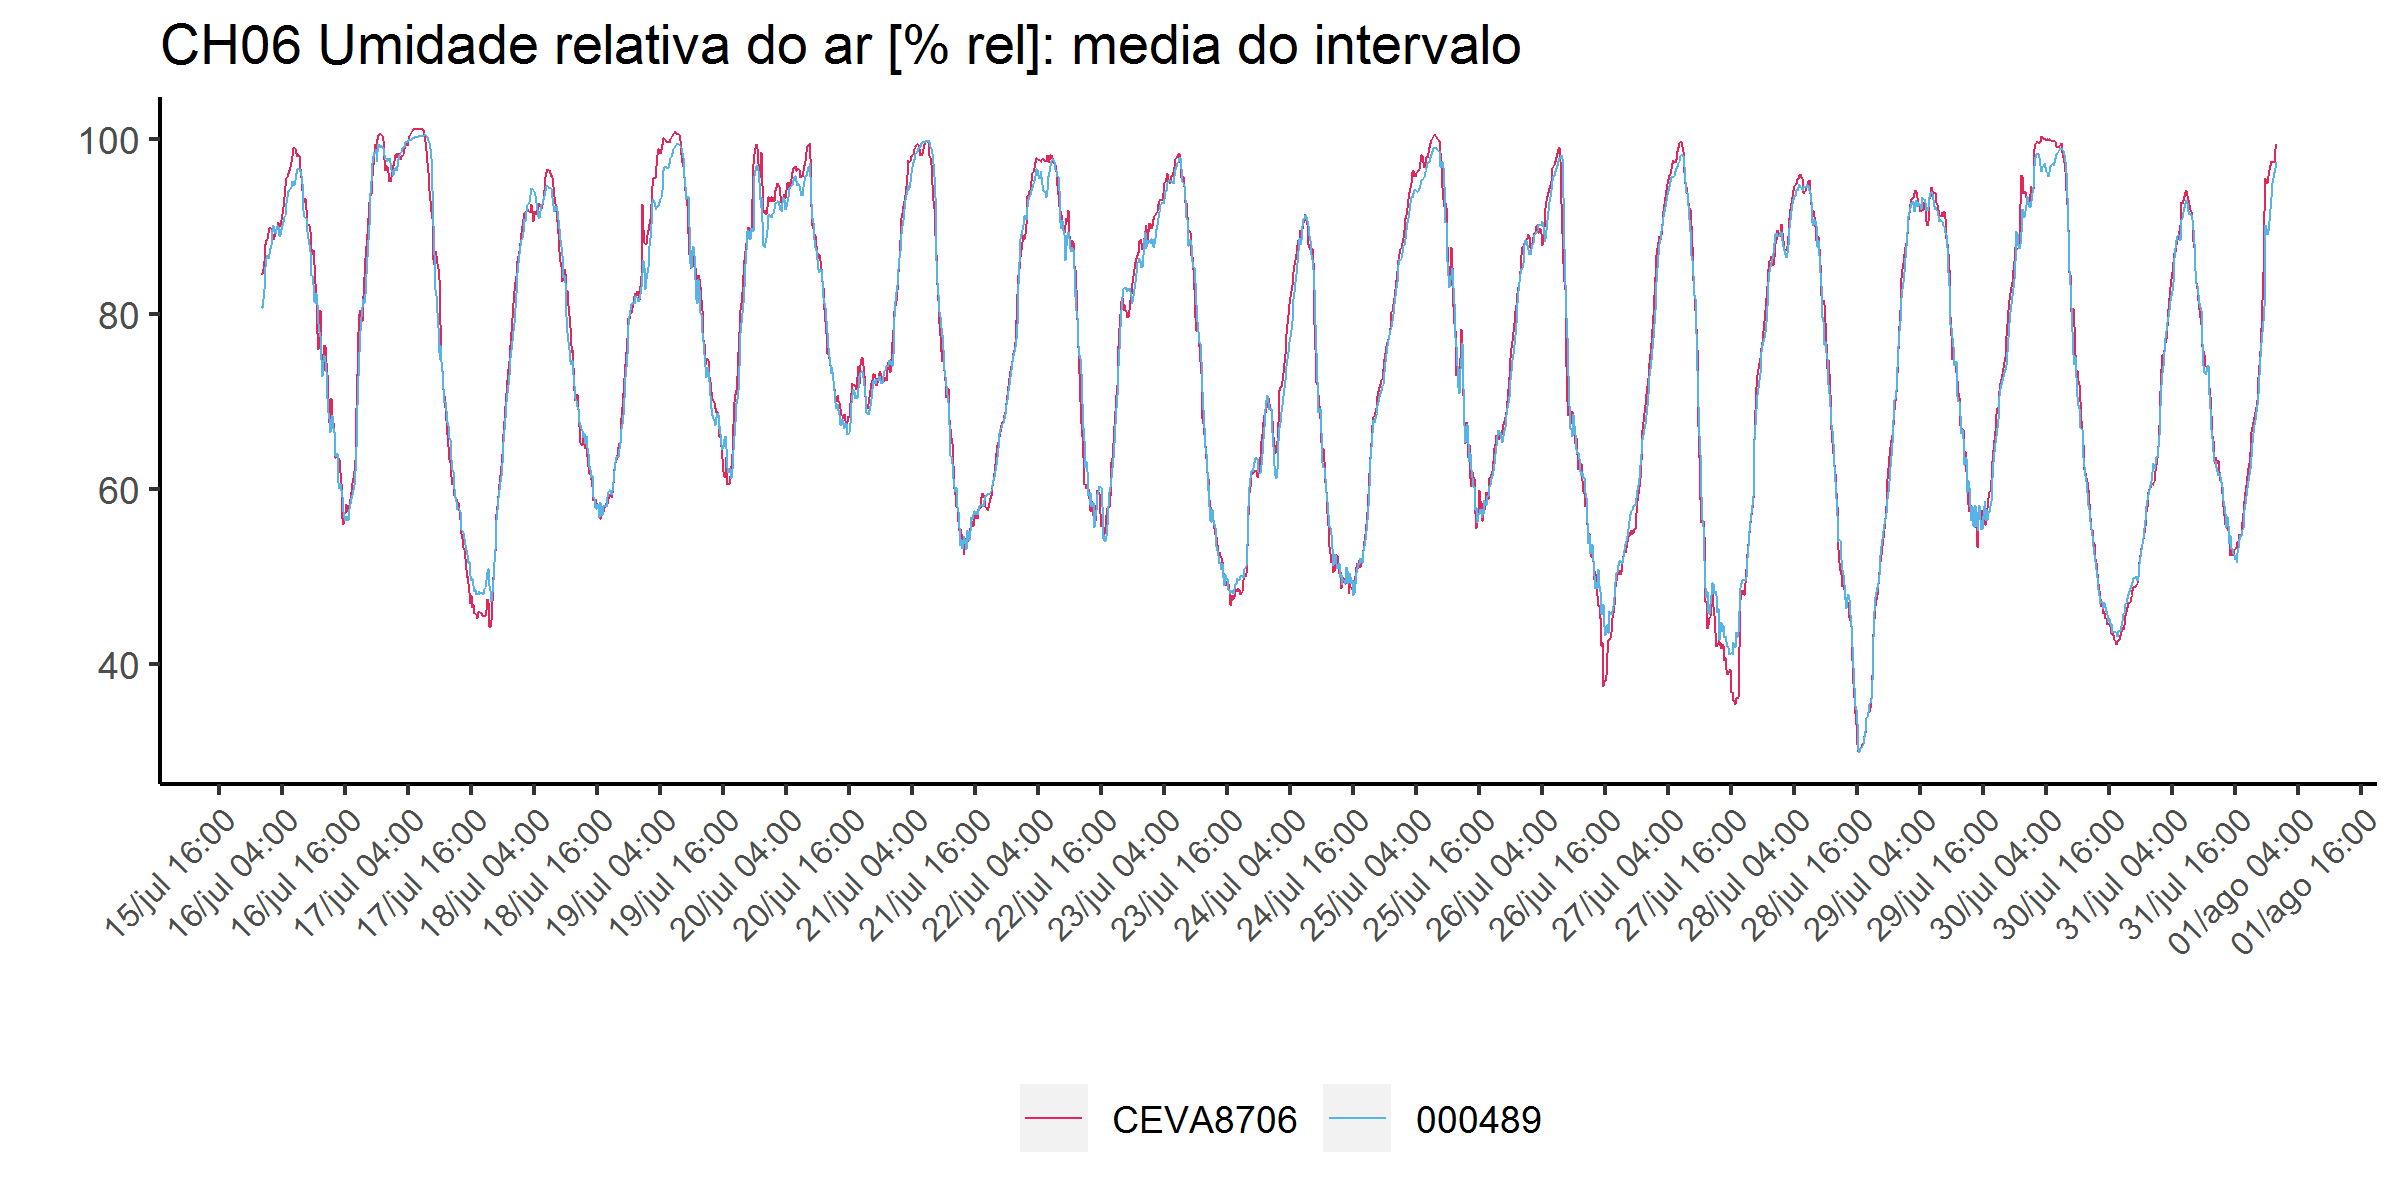 CH06 Umidade relativa do ar [% rel]: media do intervalo
100
80
60
40
15/jul 16:00
16/jul 04:00
16/jul 16:00
17/jul 04:00
17/jul 16:00
18/jul 04:00
18/jul 16:00
19/jul 04:00
19/jul 16:00
20/jul 04:00
20/jul 16:00
21/jul 04:00
21/jul 16:00
22/jul 04:00
22/jul 16:00
23/jul 04:00
23/jul 16:00
24/jul 04:00
24/jul 16:00
25/jul 04:00
25/jul 16:00
26/jul 04:00
26/jul 16:00
27/jul 04:00
27/jul 16:00
28/jul 04:00
28/jul 16:00
29/jul 04:00
29/jul 16:00
30/jul 04:00
30/jul 16:00
31/jul 04:00
31/jul 16:00
01/ago 04:00
01/ago 16:00
CEVA8706
000489